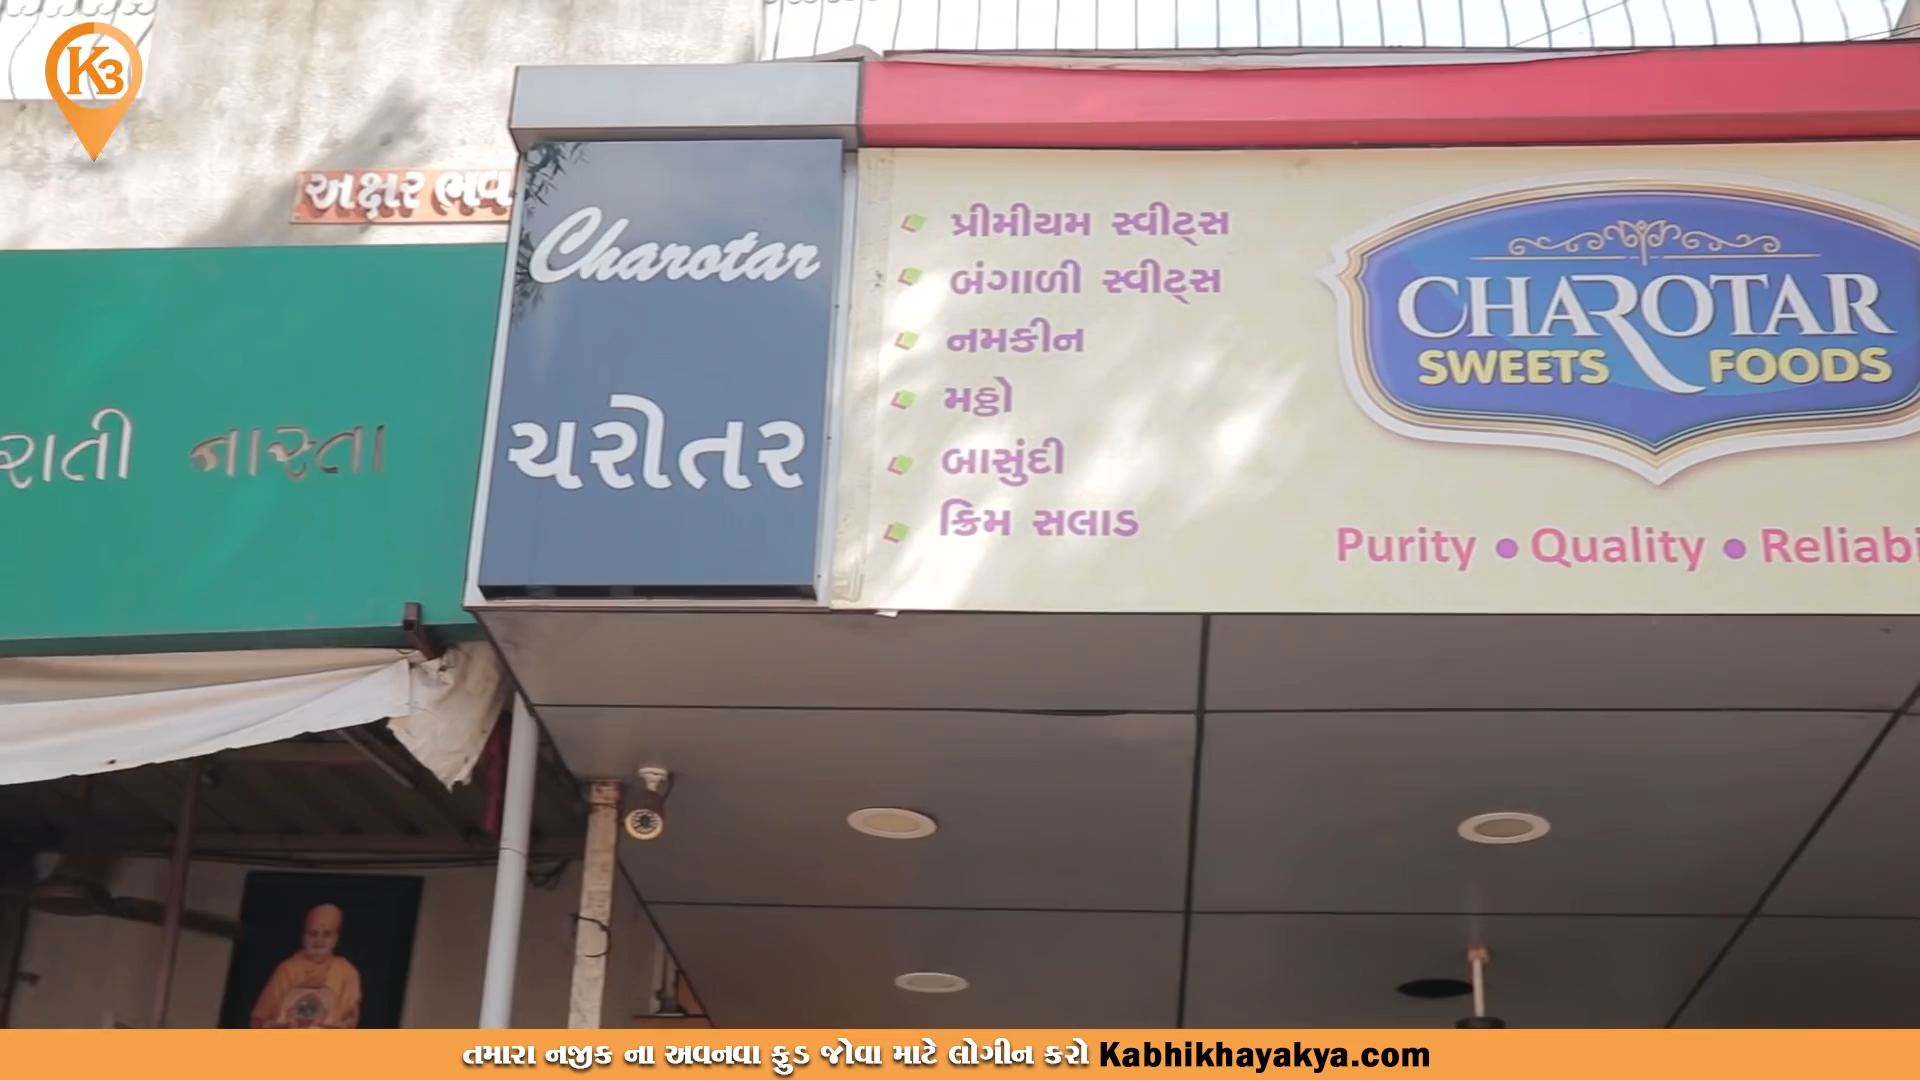 K3
અક્ષર ભવ
રાતી નાસ્તા
Charotar
ચરોતર
પ્રીમીયમ સ્વીટ્સ
બંગાળી સ્વીટ્સ
નમકીન
મઠ્ઠો
બાસુંદી
ક્રિમ સલાડ
CHAROTAR
SWEETS FOODS
Purity • Quality • Reliabi
તમારા નજીક ના અવનવા ફુડ જોવા માટે લોગીન કરો Kabhikhayakya.com